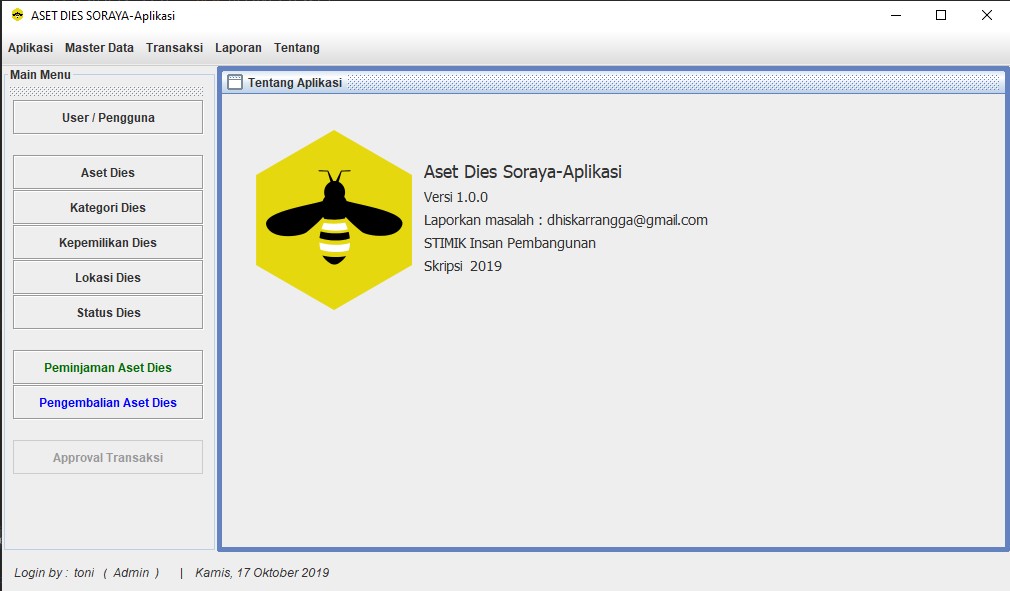 ASET DIES SORAYA-Aplikasi
Aplikasi Master Data Transaksi Laporan Tentang
Main Menu
User / Pengguna
Aset Dies
Kategori Dies
Kepemilikan Dies
Lokasi Dies
Status Dies
Peminjaman Aset Dies
Pengembalian Aset Dies
Approval Transaksi
Tentang Aplikasi
Aset Dies Soraya-Aplikasi
Versi 1.0.0
Laporkan masalah : dhiskarrangga@gmail.com
STIMIK Insan Pembangunan
Skripsi 2019
Login by : toni ( Admin ) | Kamis, 17 Oktober 2019